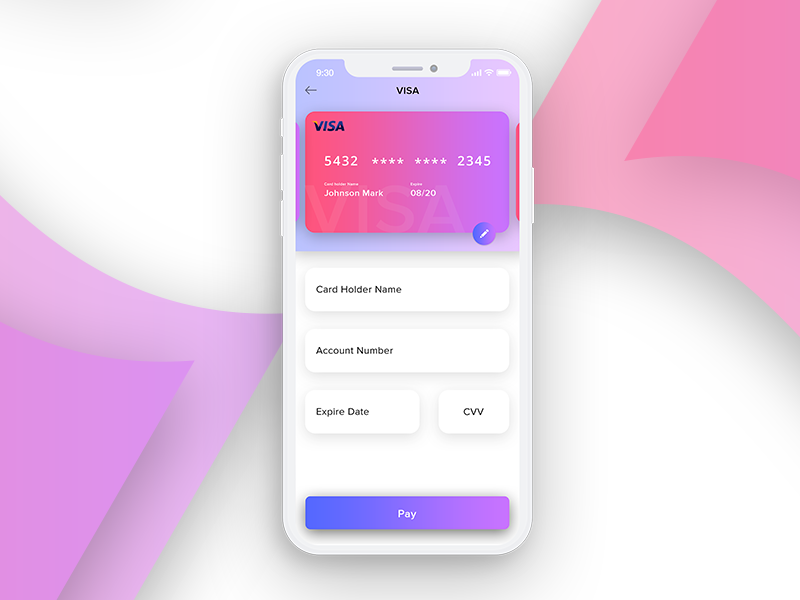 9:30
VISA
VISA
5432 **** **** 2345
Card holder Name Expire
Johnson Mark 08/20
VISA
Card Holder Name
Account Number
Expire Date CVV
Pay